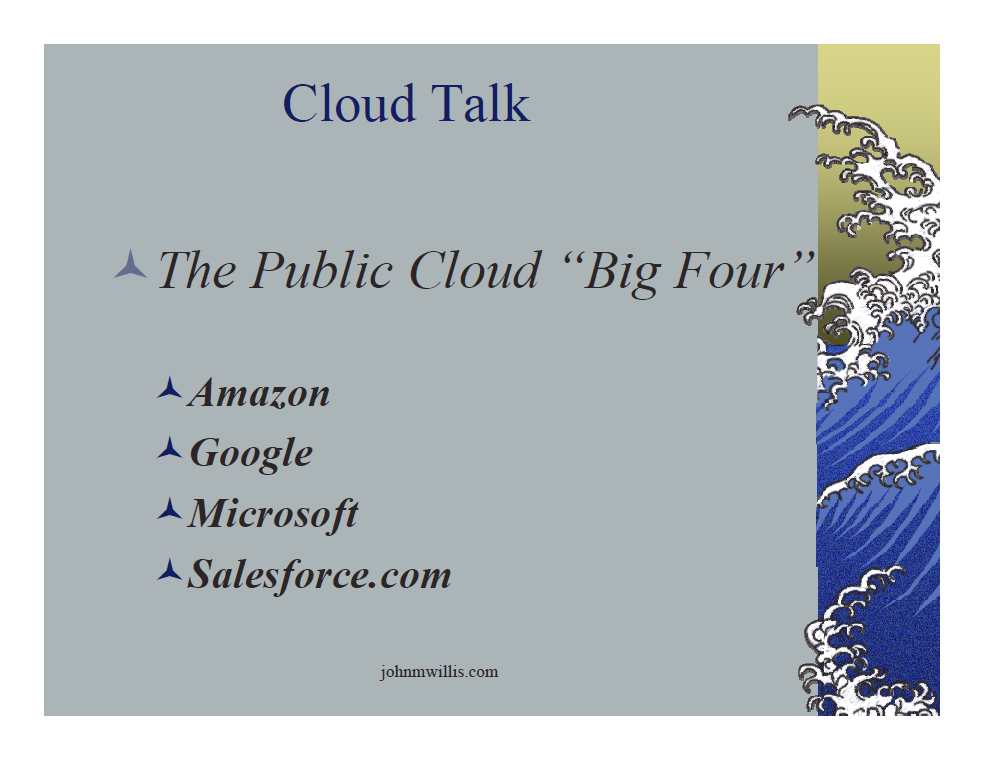 Cloud Talk
The Public Cloud “Big Four”
Amazon
Google
Microsoft
Salesforce.com
johnmwillis.com